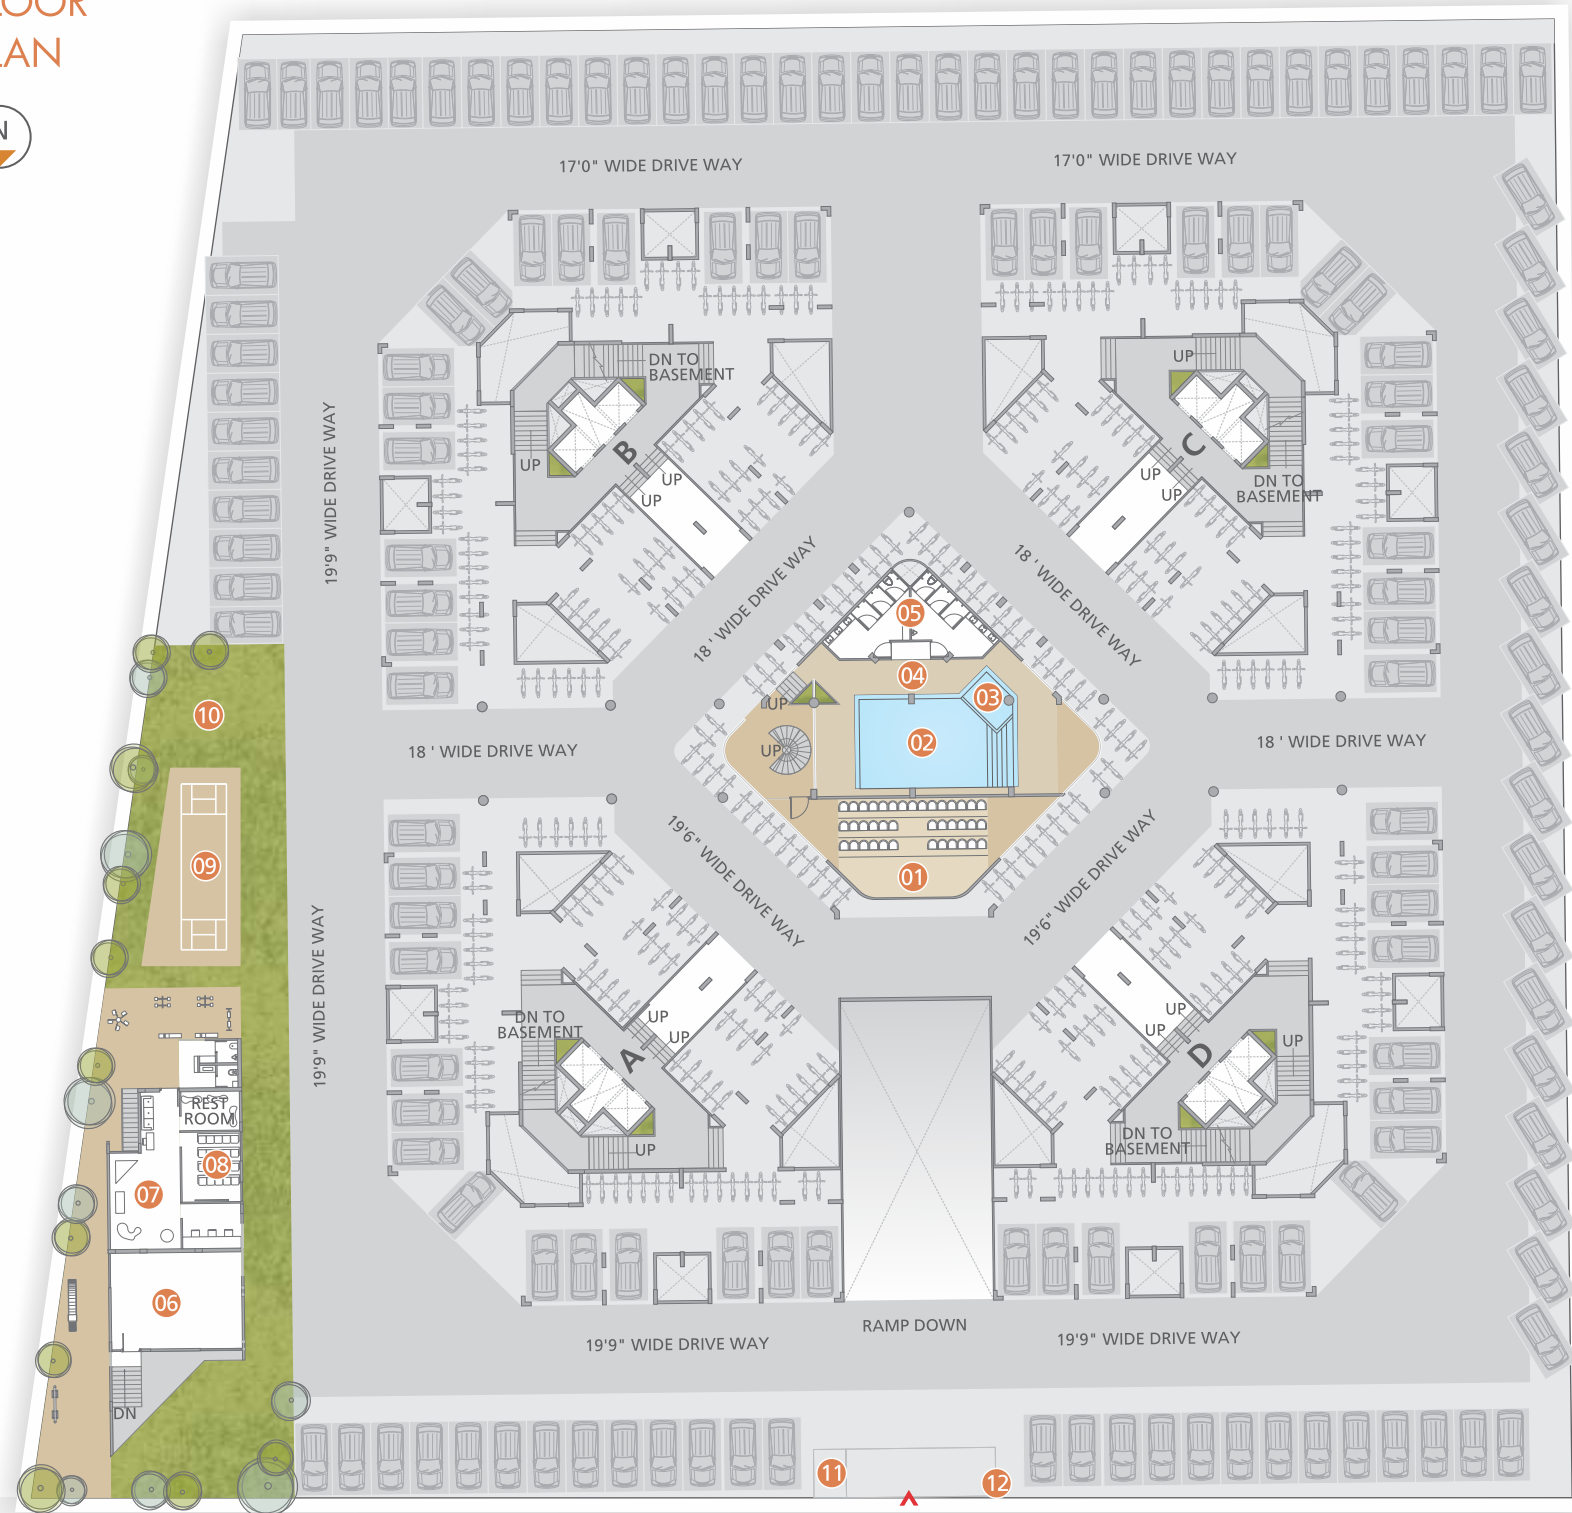 LAN
N
17'0" WIDE DRIVE WAY
17'0" WIDE DRIVE WAY
DN TO
BASEMENT
UP
B
UP
UP
UP
C
UP
UP
DN TO
BASEMENT
19'9" WIDE DRIVE WAY
18 ' WIDE DRIVE WAY
18 ' WIDE DRIVE WAY
05
04
03
UP
UP
02
01
10
18 ' WIDE DRIVE WAY
18 ' WIDE DRIVE WAY
09
19'6" WIDE DRIVE WAY
19'6" WIDE DRIVE WAY
19'9" WIDE DRIVE WAY
DN TO
BASEMENT
UP
UP
A
UP
UP
UP
D
UP
DN TO
BASEMENT
REST
ROOM
08
07
06
DN
RAMP DOWN
19'9" WIDE DRIVE WAY
19'9" WIDE DRIVE WAY
11
12